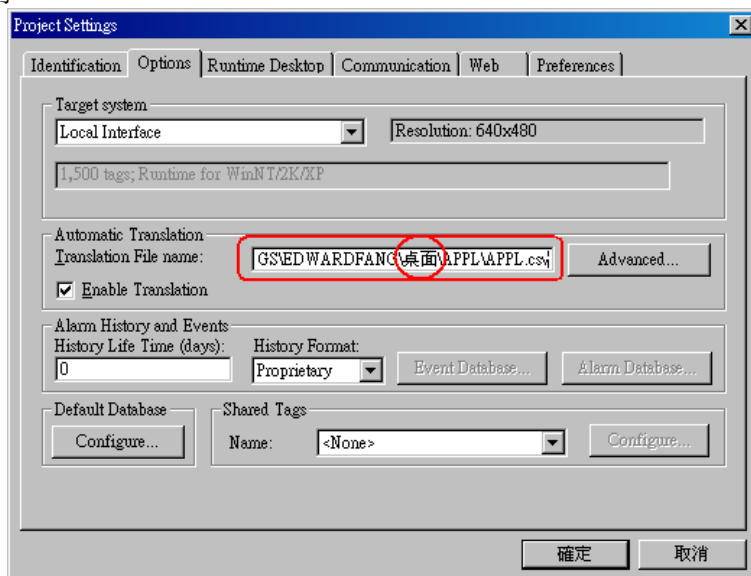 Project Settings
Identification Options Runtime Desktop Communication Web Preferences
Target system
Local Interface Resolution: 640x480
1,500 tags; Runtime for WinNT/2K/XP
Automatic Translation
Translation File name: GS\EDWARDFANG\桌面\APPL\APPL.csv Advanced...
Enable Translation
Alarm History and Events
History Life Time (days): History Format:
0 Proprietary Event Database... Alarm Database...
Default Database Shared Tags
Configure... Name: <None> Configure...
確定 取消